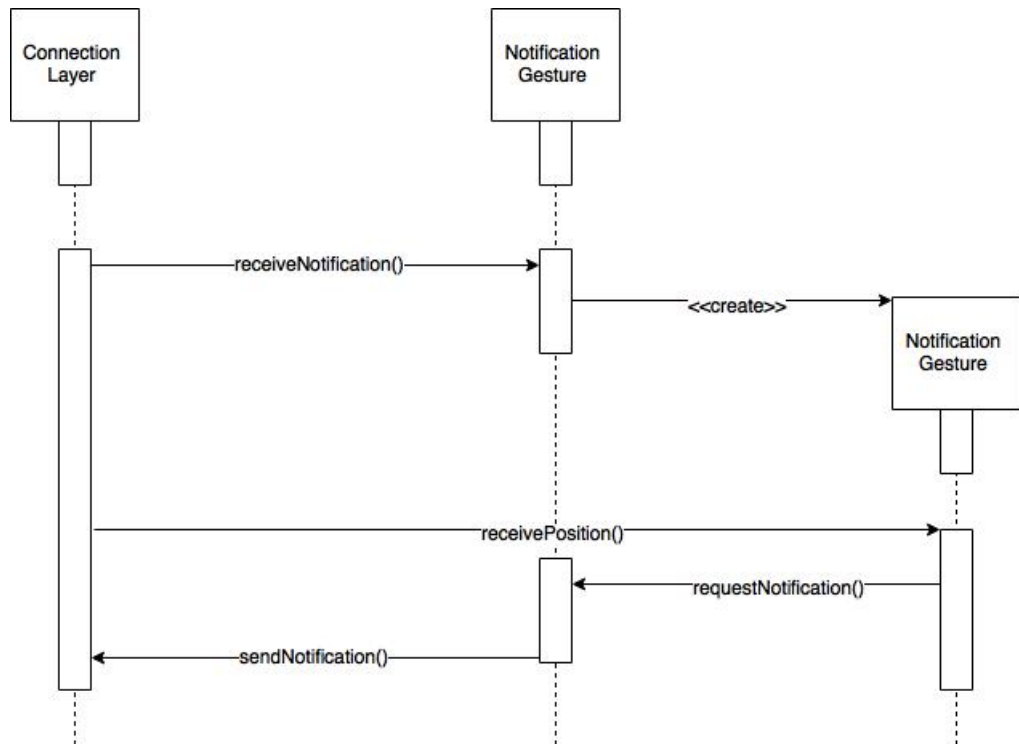 Connection
Layer
Notification
Gesture
receiveNotification()
<<create>>
Notification
Gesture
receivePosition()
requestNotification()
sendNotification()